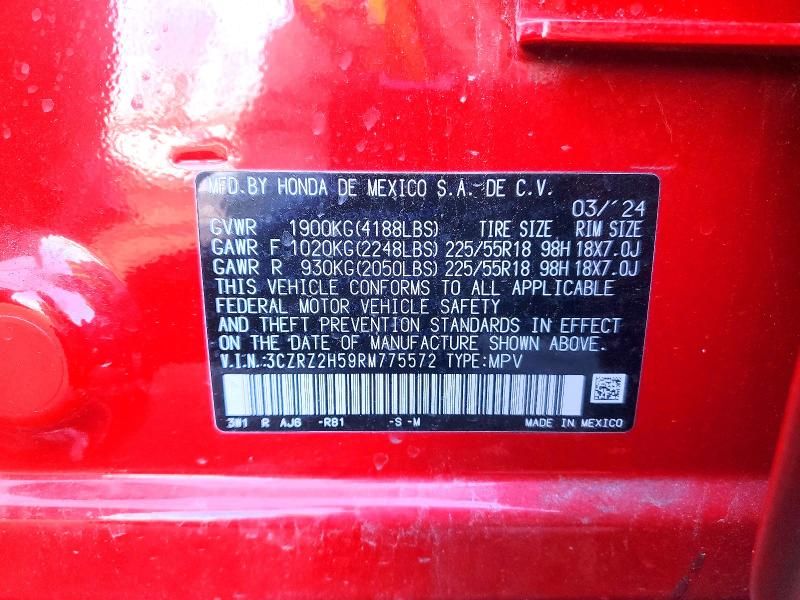 MFD.BY HONDA DE MEXICO S.A. DE C.V.
03/'24
GVWR 1900KG(4188LBS) TIRE SIZE RIM SIZE
GAWR F 1020KG(2248LBS) 225/55R18 98H 18X7.0J
GAWR R 930KG(2050LBS) 225/55R18 98H 18X7.0J
THIS VEHICLE CONFORMS TO ALL APPLICABLE
FEDERAL MOTOR VEHICLE SAFETY
AND THEFT PREVENTION STANDARDS IN EFFECT
ON THE DATE OF MANUFACTURE SHOWN ABOVE.
V.I.N.:3CZRZ2H59RM775572 TYPE:MPV
3W1 R AJ6 -R81 -S -M MADE IN MEXICO